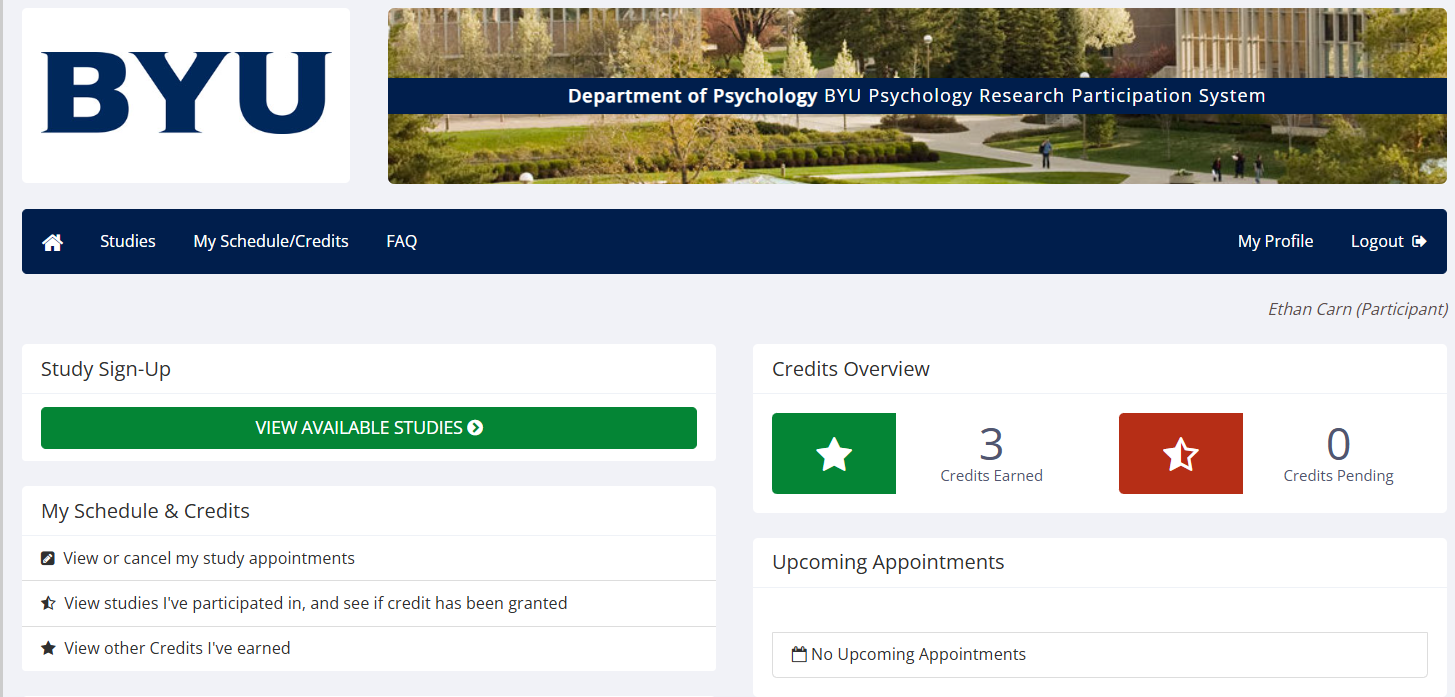 BYU
Department of Psychology BYU Psychology Research Participation System
Studies
My Schedule/Credits
FAQ
My Profile
Logout
Ethan Carn (Participant)
Study Sign-Up
VIEW AVAILABLE STUDIES
My Schedule & Credits
View or cancel my study appointments
View studies I've participated in, and see if credit has been granted
View other Credits I've earned
Credits Overview
3
Credits Earned
0
Credits Pending
Upcoming Appointments
No Upcoming Appointments